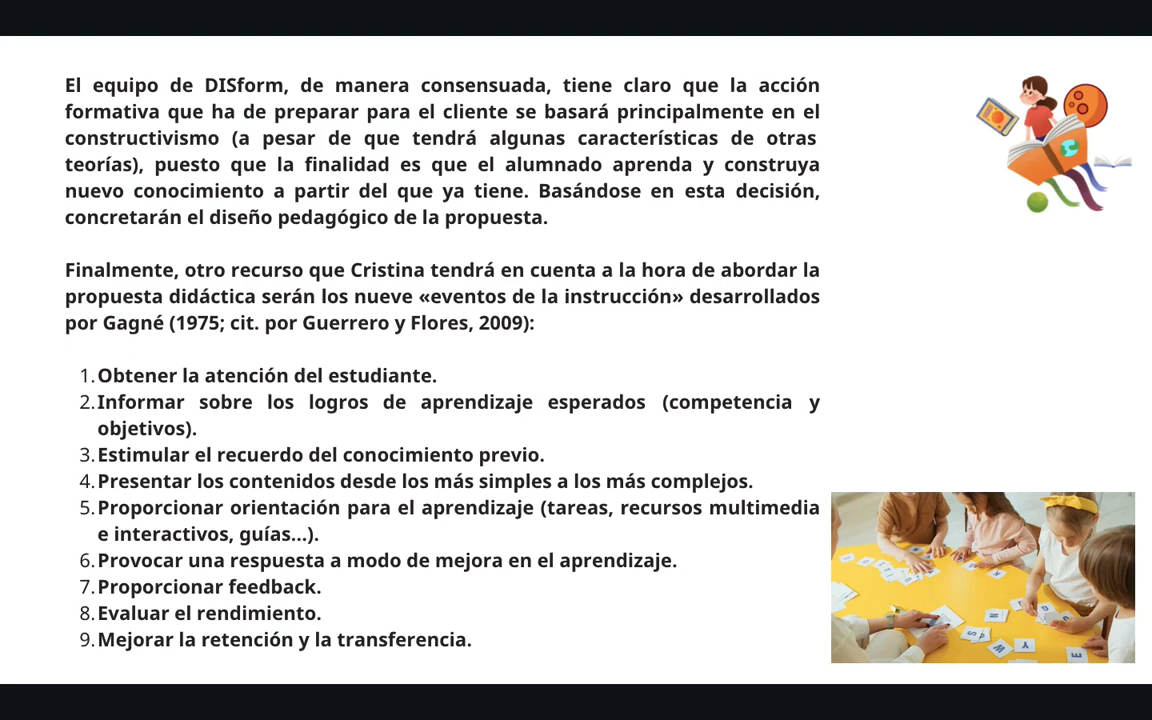 El equipo de DISform, de manera consensuada, tiene claro que la acción
formativa que ha de preparar para el cliente se basará principalmente en el
constructivismo (a pesar de que tendrá algunas características de otras
teorías), puesto que la finalidad es que el alumnado aprenda y construya
nuevo conocimiento a partir del que ya tiene. Basándose en esta decisión,
concretarán el diseño pedagógico de la propuesta.
Finalmente, otro recurso que Cristina tendrá en cuenta a la hora de abordar la
propuesta didáctica serán los nueve «eventos de la instrucción» desarrollados
por Gagné (1975; cit. por Guerrero y Flores, 2009):
1. Obtener la atención del estudiante.
2. Informar sobre los logros de aprendizaje esperados (competencia y
objetivos).
3. Estimular el recuerdo del conocimiento previo.
4. Presentar los contenidos desde los más simples a los más complejos.
5. Proporcionar orientación para el aprendizaje (tareas, recursos multimedia
e interactivos, guías...).
6. Provocar una respuesta a modo de mejora en el aprendizaje.
7. Proporcionar feedback.
8. Evaluar el rendimiento.
9. Mejorar la retención y la transferencia.